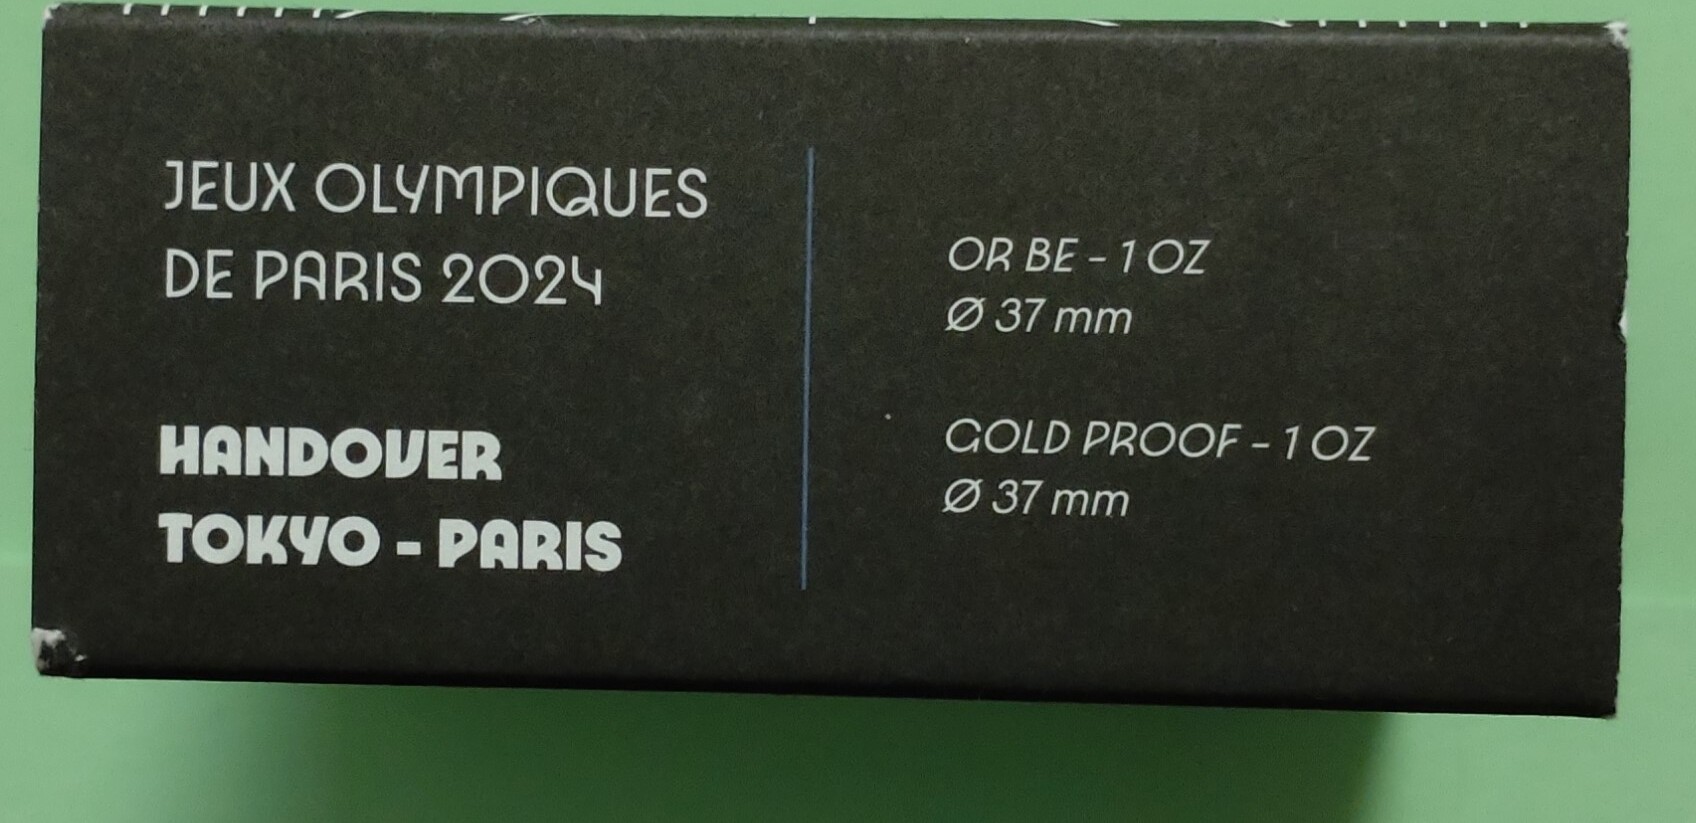 JEUX OLYMPIQUES
DE PARIS 2024
HANDOVER
TOKYO - PARIS
OR BE - 1 OZ
Ø 37 mm
GOLD PROOF - 1 OZ
Ø 37 mm